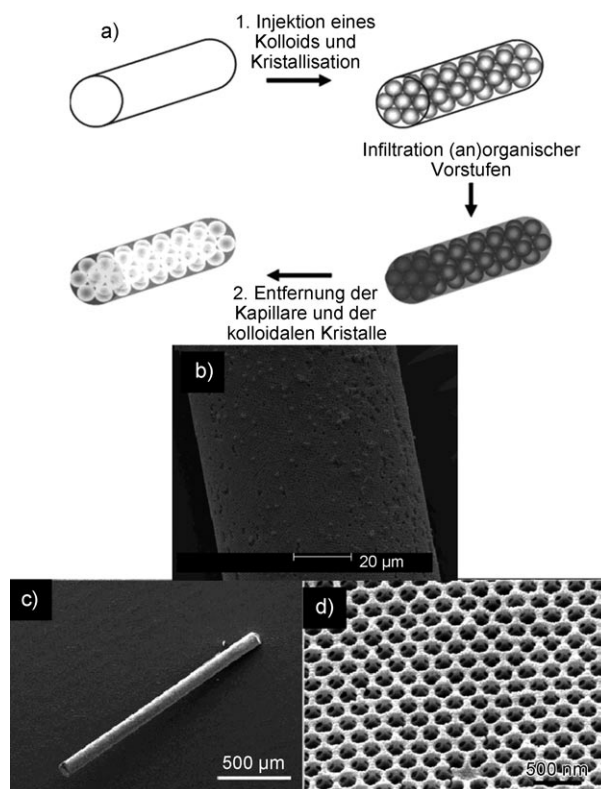 a)
1. Injektion eines
Kolloids und
Kristallisation
Infiltration (an)organischer
Vorstufen
2. Entfernung der
Kapillare und der
kolloidalen Kristalle
b)
20 µm
c)
500 µm
d)
500 nm